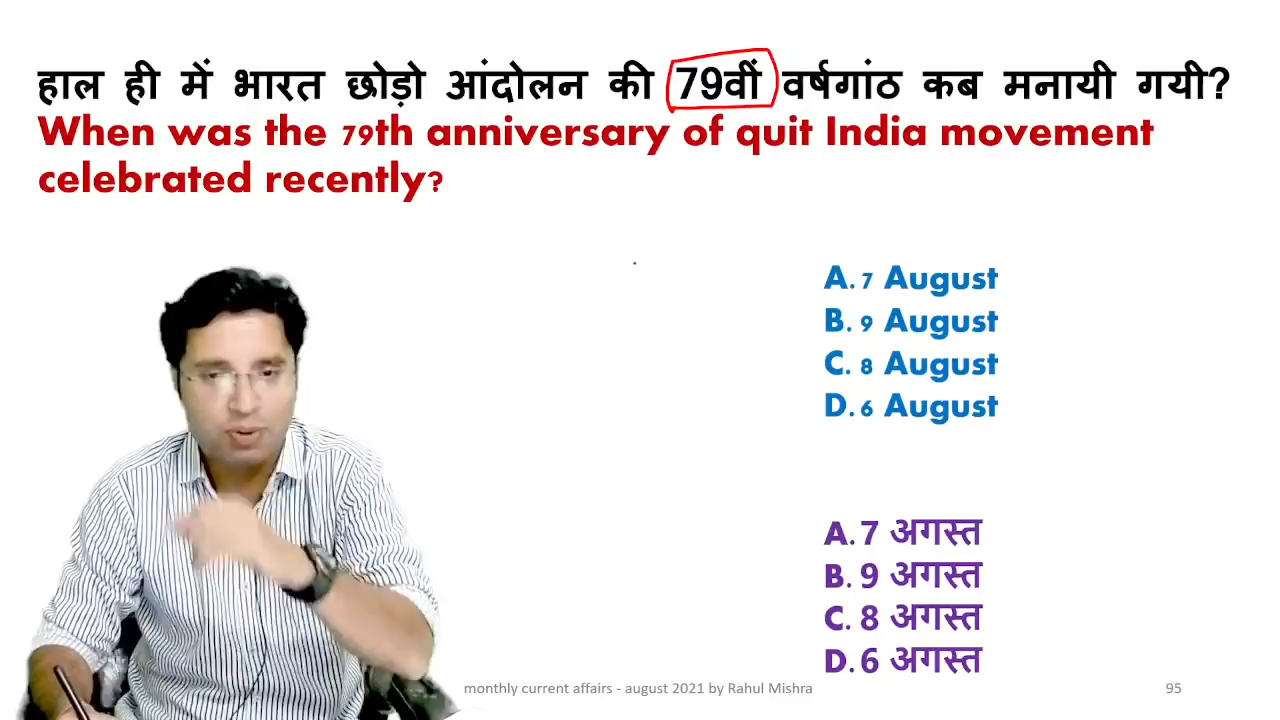 हाल ही में भारत छोड़ो आंदोलन की 79वीं वर्षगांठ कब मनायी गयी?
When was the 79th anniversary of quit India movement
celebrated recently?
A. 7 August
B. 9 August
C. 8 August
D. 6 August
A. 7 अगस्त
B. 9 अगस्त
C. 8 अगस्त
D. 6 अगस्त
monthly current affairs - august 2021 by Rahul Mishra
95